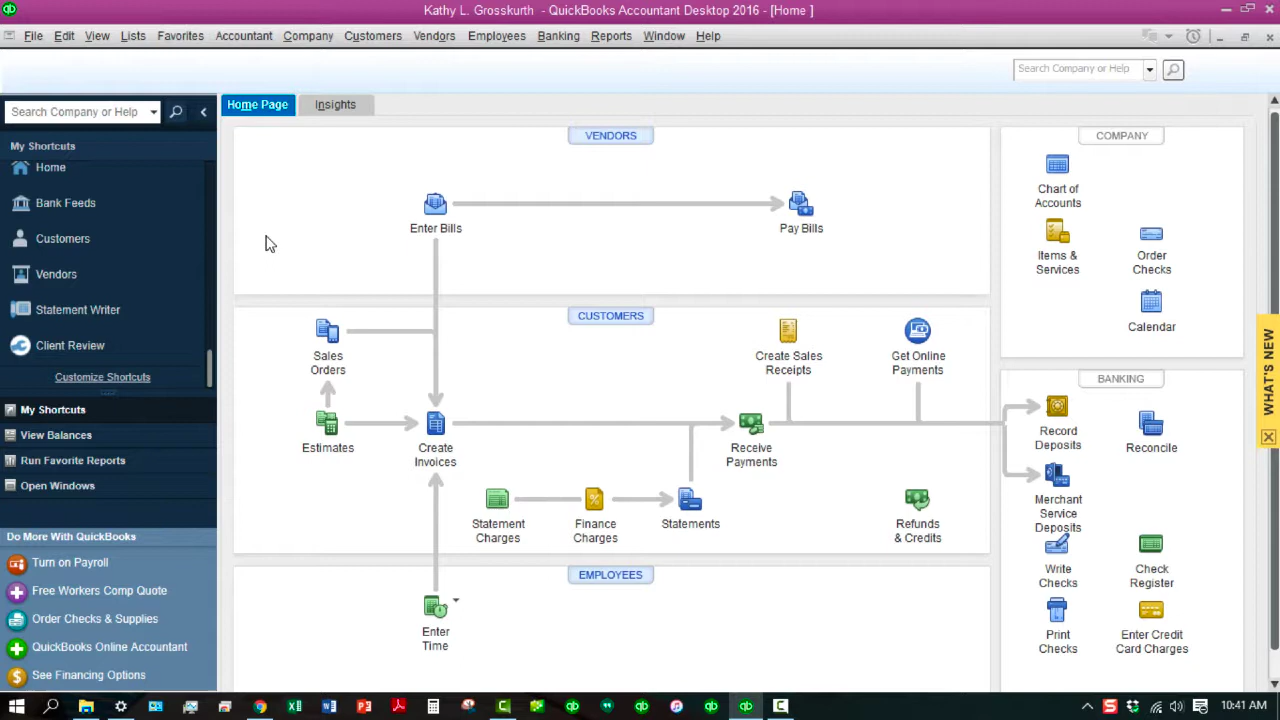 Kathy L. Grosskurth - QuickBooks Accountant Desktop 2016 - [Home ]
File Edit View Lists Favorites Accountant Company Customers Vendors Employees Banking Reports Window Help
Search Company or Help
Search Company or Help
My Shortcuts
Home
Bank Feeds
Customers
Vendors
Statement Writer
Client Review
Customize Shortcuts
My Shortcuts
View Balances
Run Favorite Reports
Open Windows
Do More With QuickBooks
Turn on Payroll
Free Workers Comp Quote
Order Checks & Supplies
QuickBooks Online Accountant
See Financing Options
Home Page Insights
VENDORS
Enter Bills
Pay Bills
CUSTOMERS
Sales
Orders
Create Sales
Receipts
Get Online
Payments
Estimates
Create
Invoices
Receive
Payments
Statement
Charges
Finance
Charges
Statements
Refunds
& Credits
EMPLOYEES
Enter
Time
COMPANY
Chart of
Accounts
Items &
Services
Order
Checks
Calendar
BANKING
Record
Deposits
Reconcile
Merchant
Service
Deposits
Write
Checks
Check
Register
Print
Checks
Enter Credit
Card Charges
WHAT'S NEW
10:41 AM